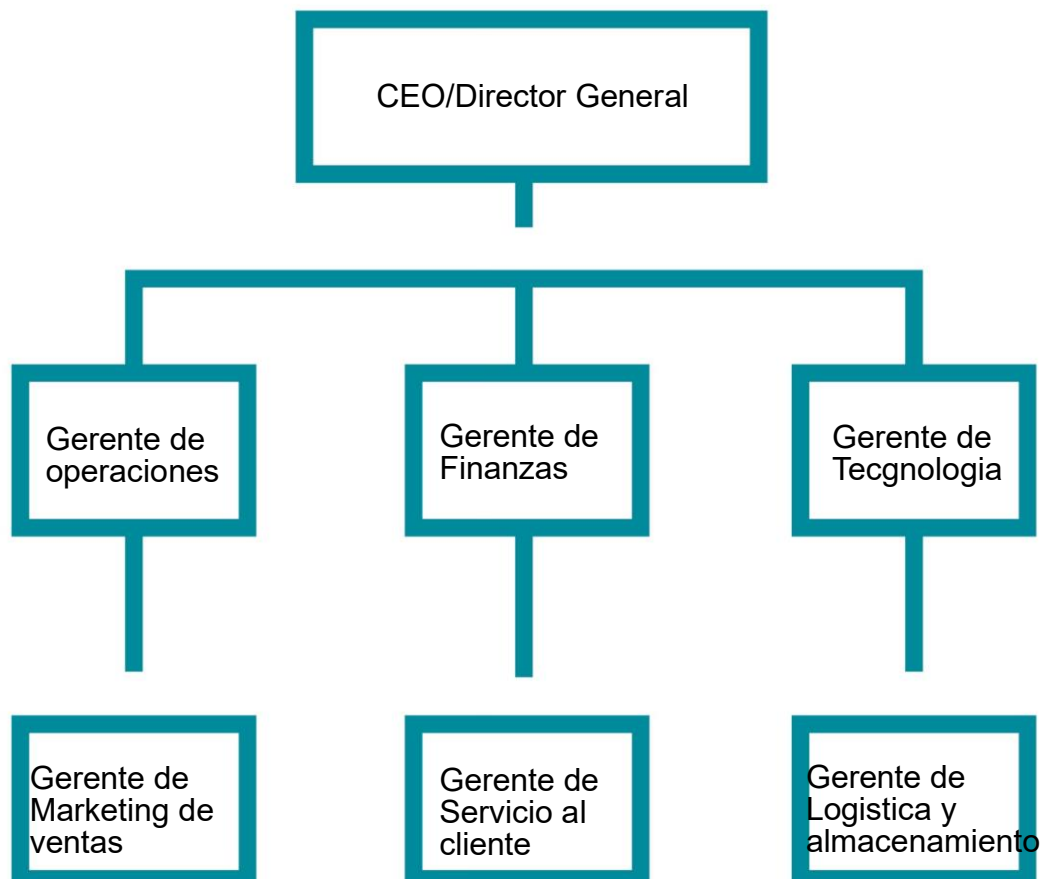 CEO/Director General
Gerente de
operaciones
Gerente de
Finanzas
Gerente de
Tecgnologia
Gerente de
Marketing de
ventas
Gerente de
Servicio al
cliente
Gerente de
Logistica y
almacenamiento